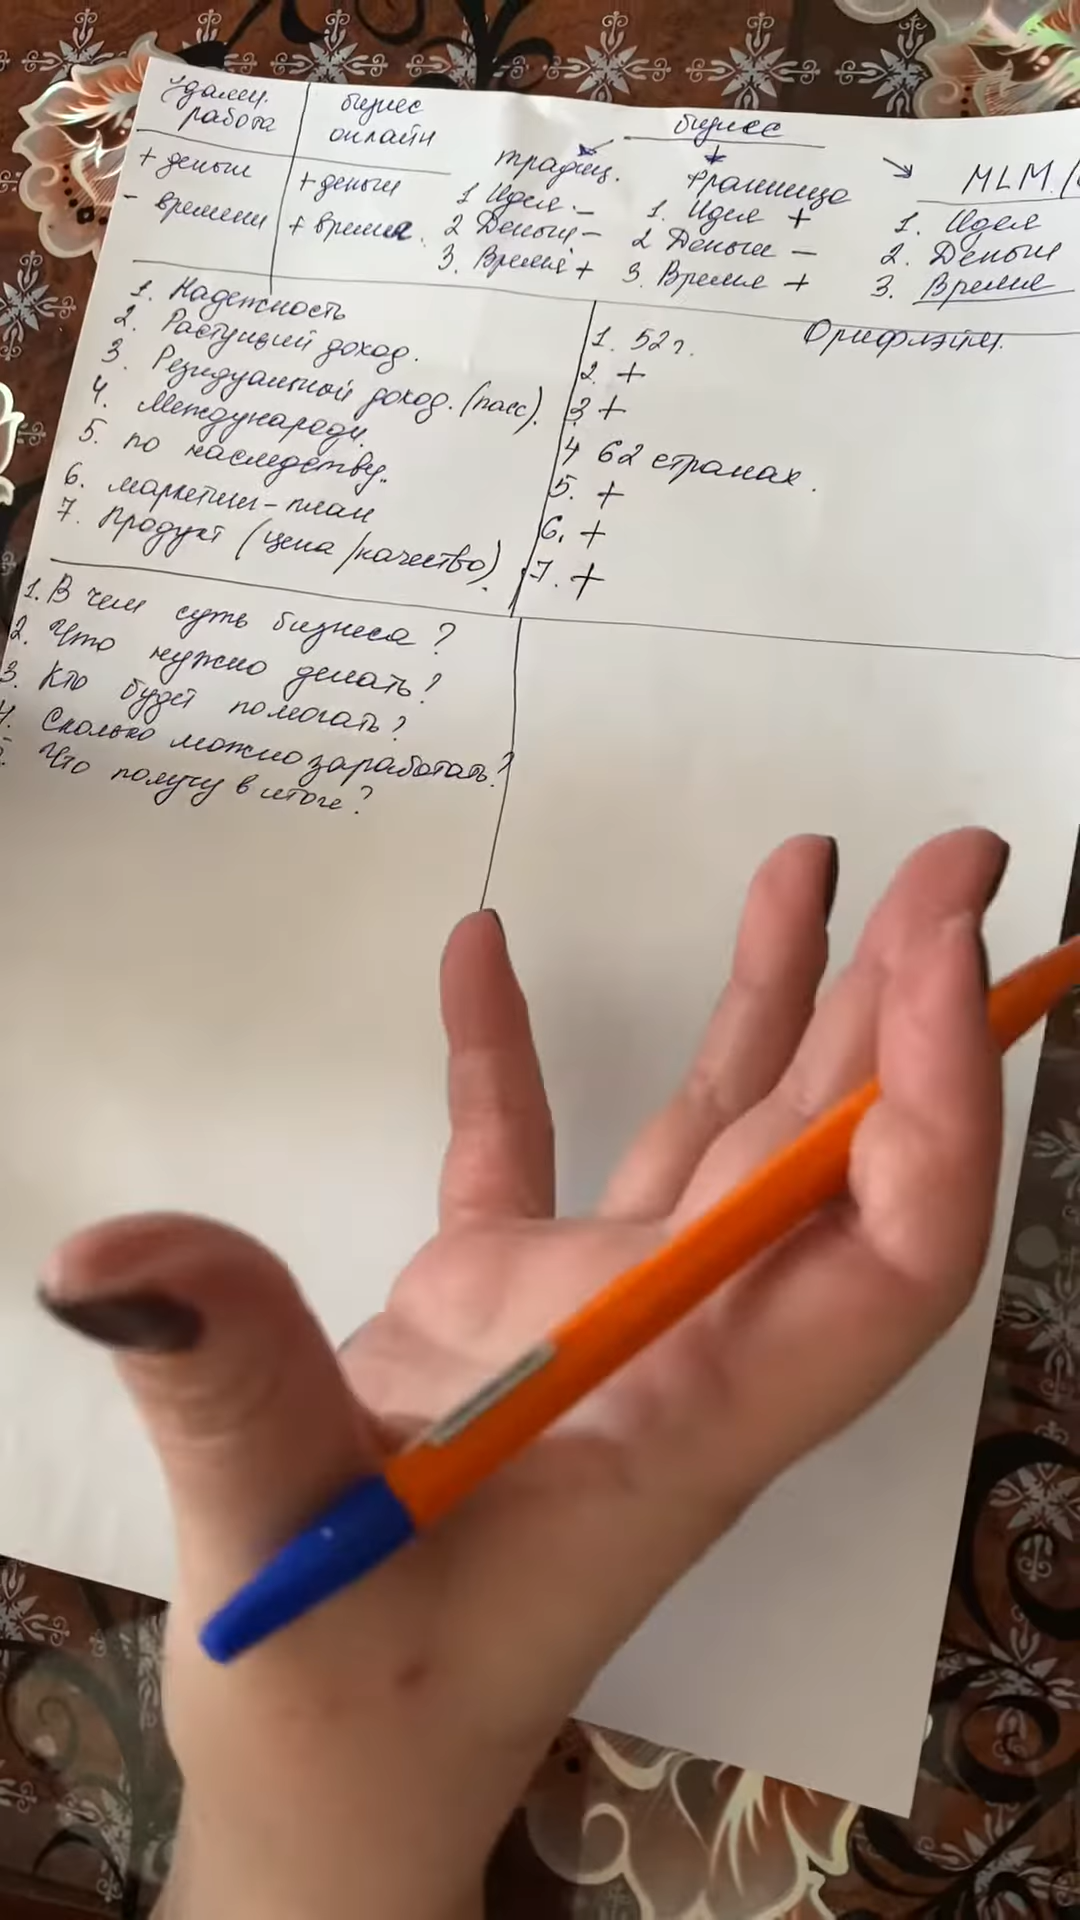 Удален. работа
бизнес онлайн
+ деньги
- времени
+ деньги
+ время.
бизнес
традиц.
1 Идея -
2 Деньги -
3. Время +
Франшиза
1. Идея +
2 Деньги -
3. Время +
MLM
1. Идея
2. Деньги
3. Время
1. Надежность
2. Растущий доход.
3. Резидуальный доход. (пасс).
4. Международн.
5. по наследству.
6. маркетинг-план
7. Продукт (цена/качество).
Орифлэйм.
1. 52 г.
2. +
3 +
4 62 странах.
5. +
6. +
7. +
1. В чем суть бизнеса?
2. Что нужно делать?
3. Кто будет помогать?
4. Сколько можно заработать?
5. Что получу в итоге?